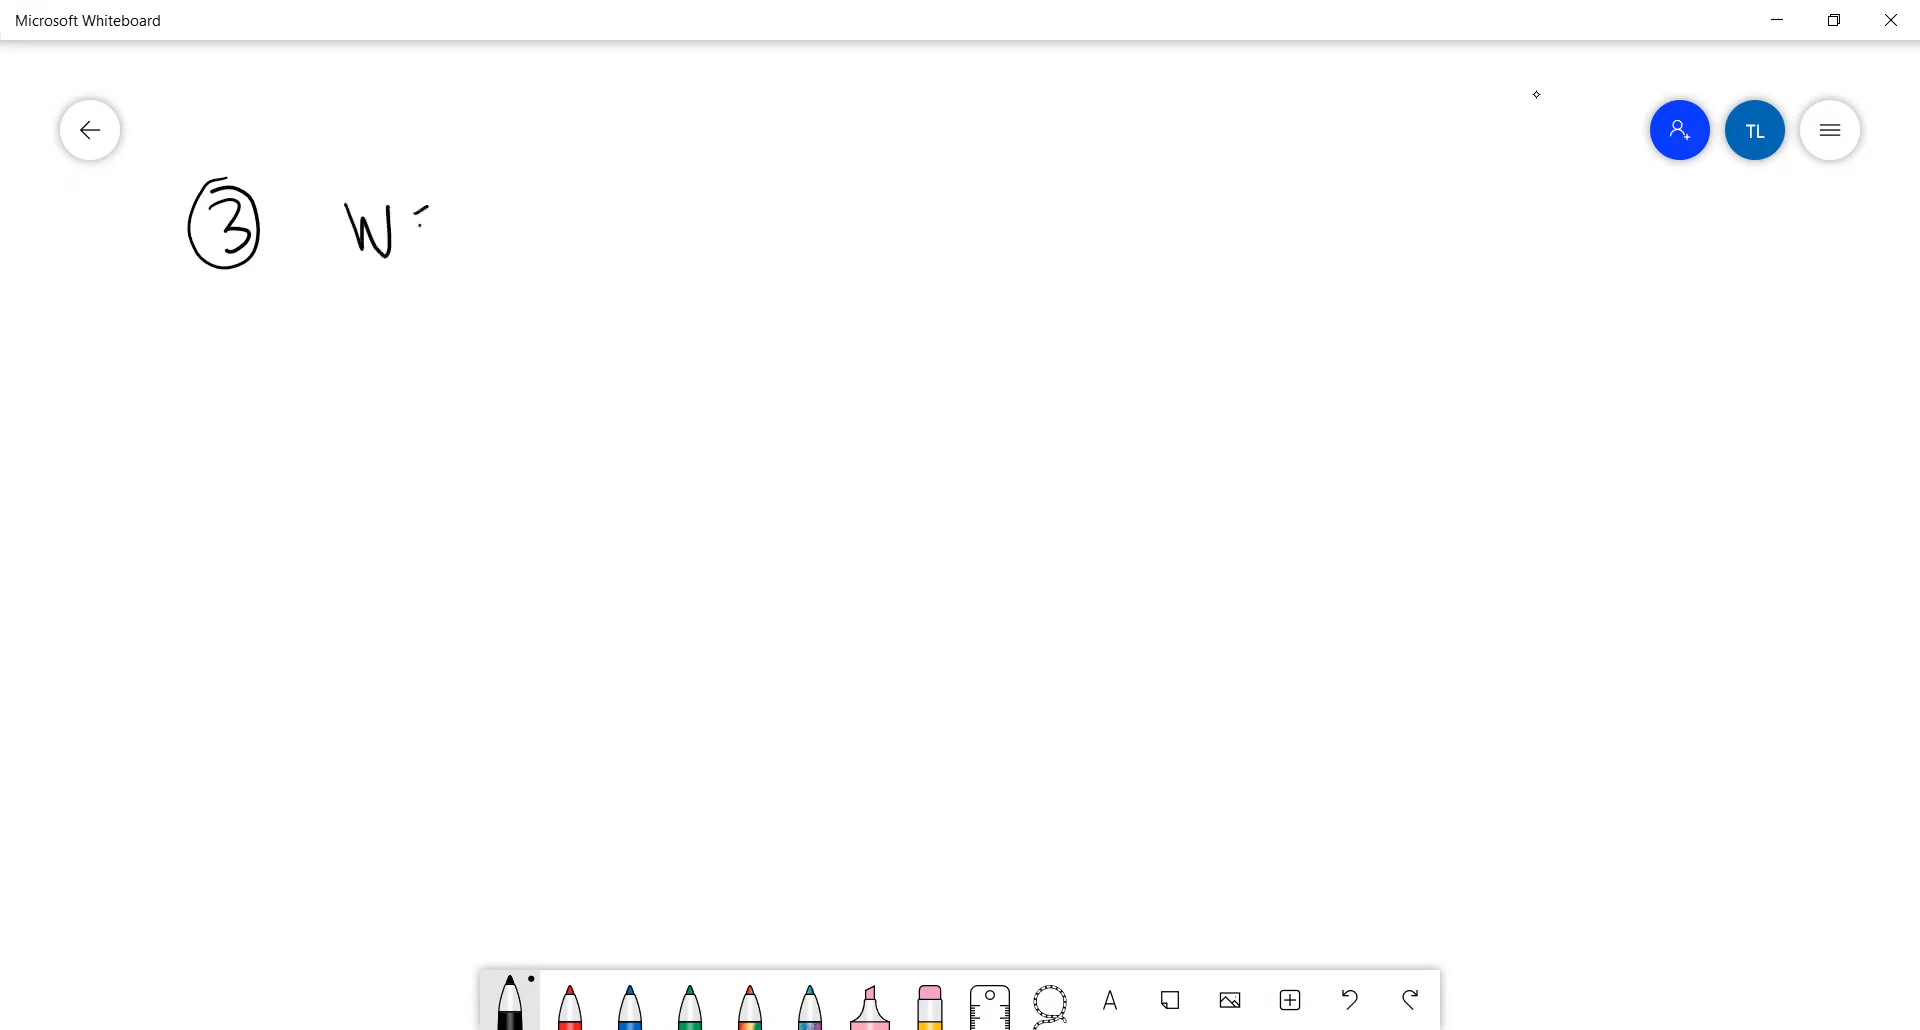 Microsoft Whiteboard
TL
③ W =
A